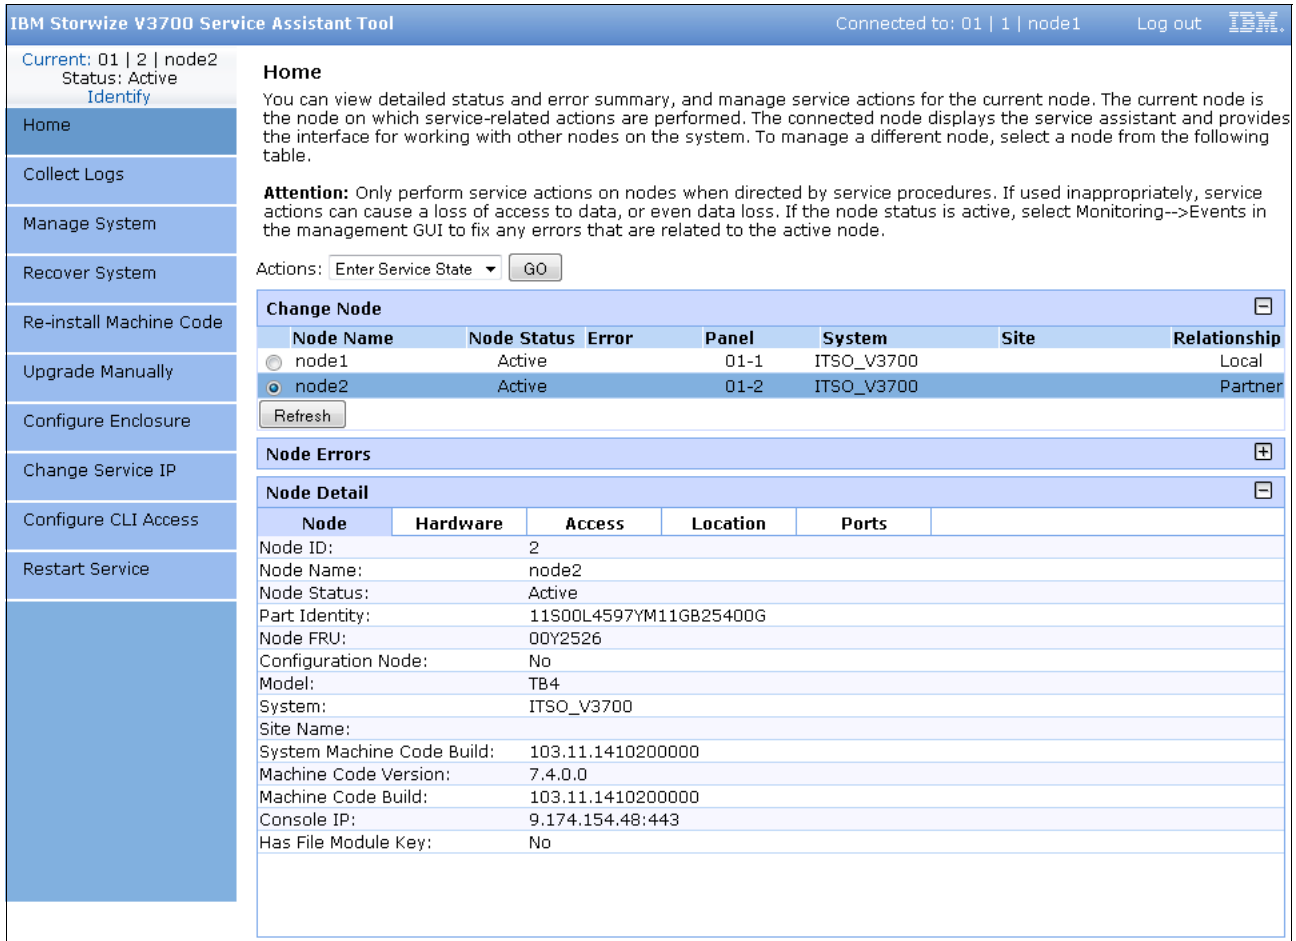 IBM Storwize V3700 Service Assistant Tool Connected to: 01 | 1 | node1 Log out IBM.
Current: 01 | 2 | node2
Status: Active
Identify
Home
Collect Logs
Manage System
Recover System
Re-install Machine Code
Upgrade Manually
Configure Enclosure
Change Service IP
Configure CLI Access
Restart Service
Home
You can view detailed status and error summary, and manage service actions for the current node. The current node is
the node on which service-related actions are performed. The connected node displays the service assistant and provides
the interface for working with other nodes on the system. To manage a different node, select a node from the following
table.
Attention: Only perform service actions on nodes when directed by service procedures. If used inappropriately, service
actions can cause a loss of access to data, or even data loss. If the node status is active, select Monitoring-->Events in
the management GUI to fix any errors that are related to the active node.
Actions: Enter Service State GO
Change Node
Node Name Node Status Error Panel System Site Relationship
node1 Active 01-1 ITSO_V3700 Local
node2 Active 01-2 ITSO_V3700 Partner
Refresh
Node Errors
Node Detail
Node Hardware Access Location Ports
Node ID: 2
Node Name: node2
Node Status: Active
Part Identity: 11S00L4597YM11GB25400G
Node FRU: 00Y2526
Configuration Node: No
Model: TB4
System: ITSO_V3700
Site Name:
System Machine Code Build: 103.11.1410200000
Machine Code Version: 7.4.0.0
Machine Code Build: 103.11.1410200000
Console IP: 9.174.154.48:443
Has File Module Key: No